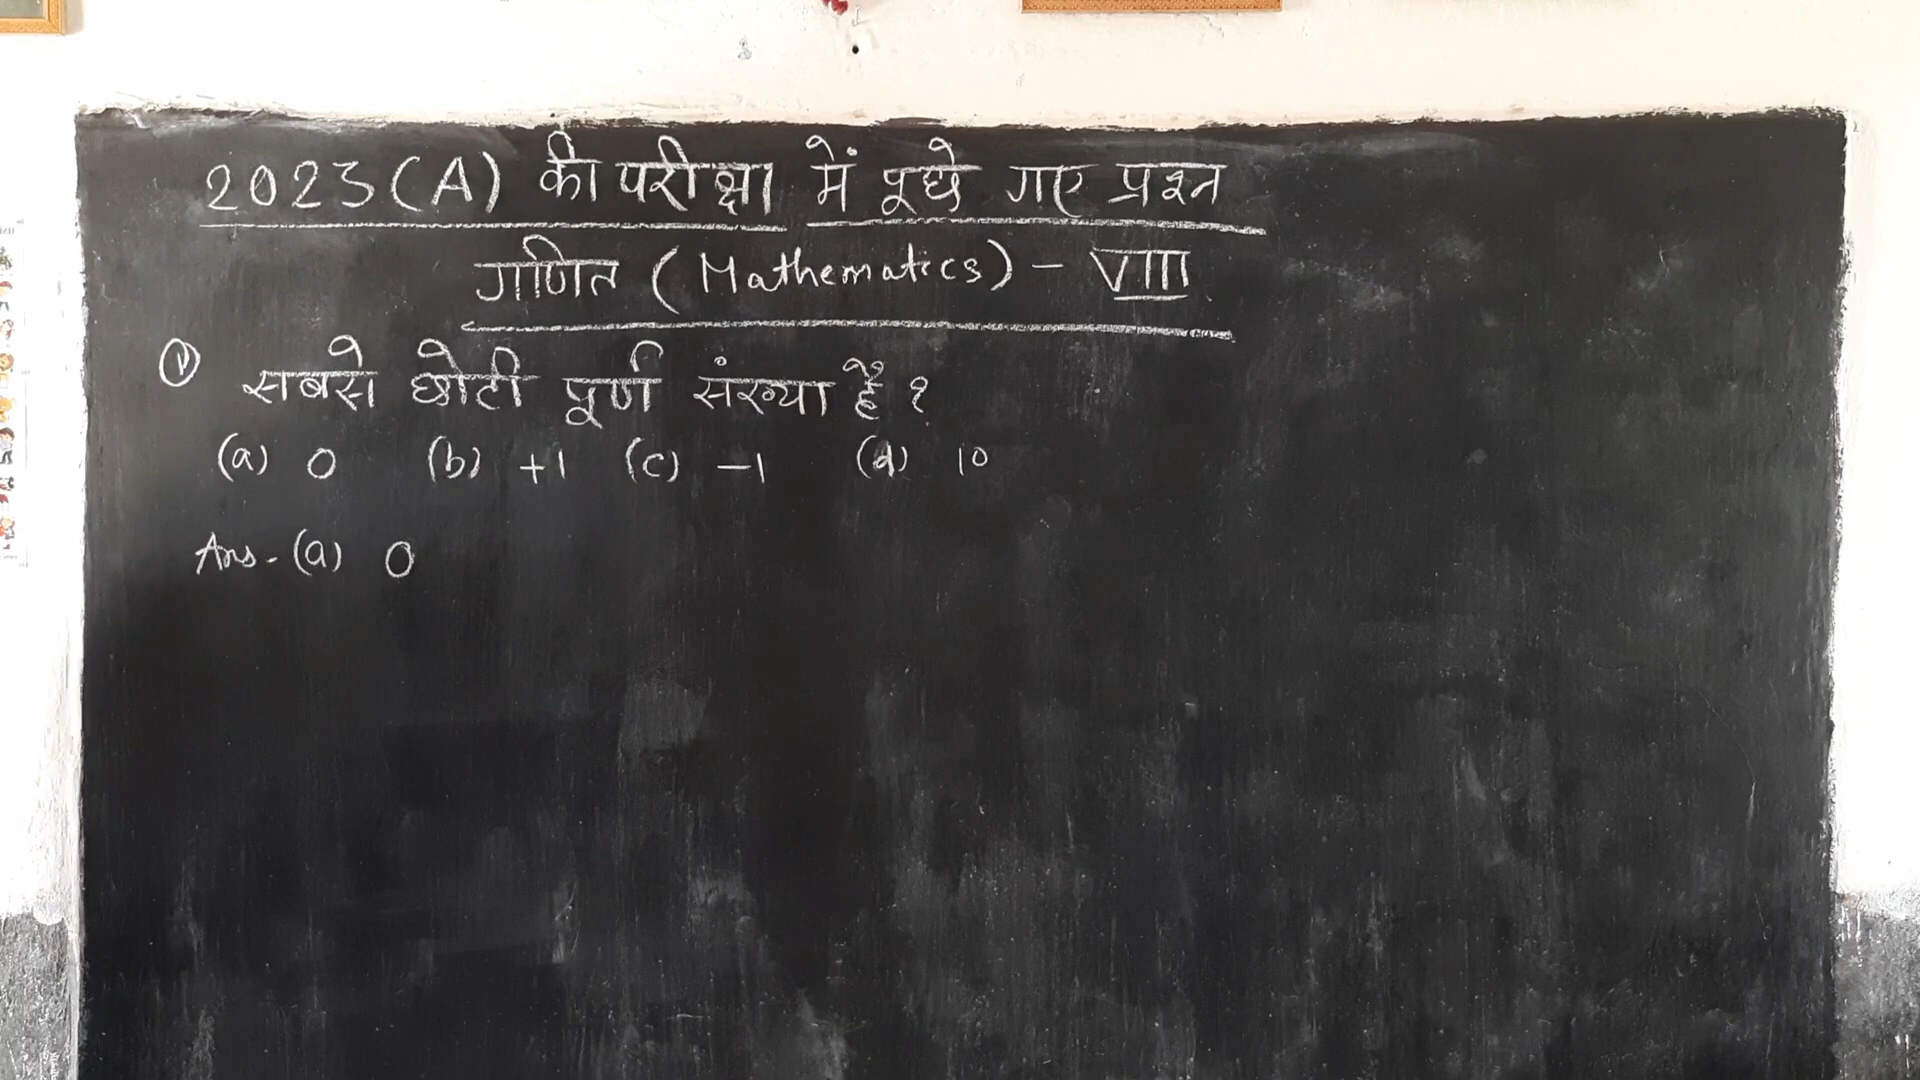 2023(A) की परीक्षा में पूछे गए प्रश्न
गणित (Mathematics) - VIII
① सबसे छोटी पूर्ण संख्या है ?
(a) 0 (b) +1 (c) -1 (d) 10
Ans. (a) 0